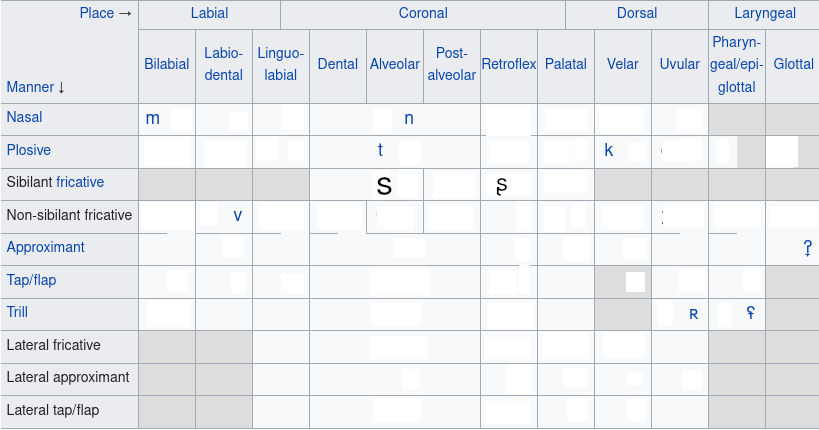 Place → Labial Coronal Dorsal Laryngeal
Manner ↓ Bilabial Labio-dental Linguo-labial Dental Alveolar Post-alveolar Retroflex Palatal Velar Uvular Pharyn-geal/epi-glottal Glottal
Nasal m n
Plosive t k
Sibilant fricative s ʂ
Non-sibilant fricative v
Approximant ʔ̞
Tap/flap
Trill ʀ ʢ
Lateral fricative
Lateral approximant
Lateral tap/flap